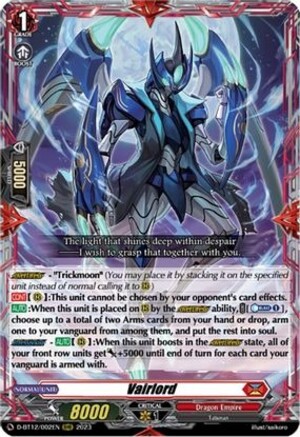 1
GRADE
BOOST
5000
SHIELD
The light that shines deep within despair
——I wish to grasp that together with you.
- "Trickmoon" (You may place it by stacking it on the specified
unit instead of normal calling it to
CONT : This unit cannot be chosen by your opponent's card effects.
AUTO When this unit is placed on by the ability,
choose up to a total of two Arms cards from your hand or drop, and arm
one to your vanguard from among them, and put the rest into your soul.
AUTO : When this unit boosts in the state, all of
your front row units get +5000 until end of turn for each card your
vanguard is armed with.
NORMAL UNIT
Vairlord
POWER
8000
CRITICAL
1
Dragon Empire
D-BT12/002EN RRR 2023
illust/saikoro